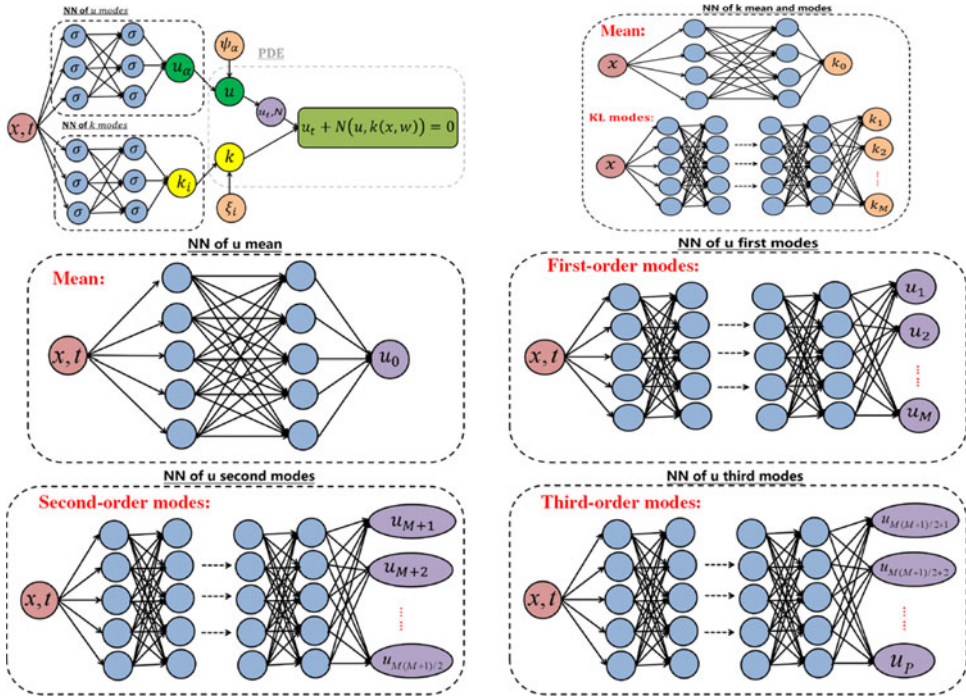 NN of u modes
σ σ
σ σ
σ σ
u_α
ψ_α
PDE
u
u_t, N
x, t
u_t + N(u, k(x, w)) = 0
NN of k modes
σ σ
σ σ
σ σ
k_i
k
ξ_i
NN of k mean and modes
Mean:
x
k_0
KL modes:
x
k_1
k_2
k_M
NN of u mean
Mean:
x, t
u_0
NN of u first modes
First-order modes:
x, t
u_1
u_2
u_M
NN of u second modes
Second-order modes:
x, t
u_{M+1}
u_{M+2}
u_{M(M+1)/2}
NN of u third modes
Third-order modes:
x, t
u_{M(M+1)/2+1}
u_{M(M+1)/2+2}
u_P